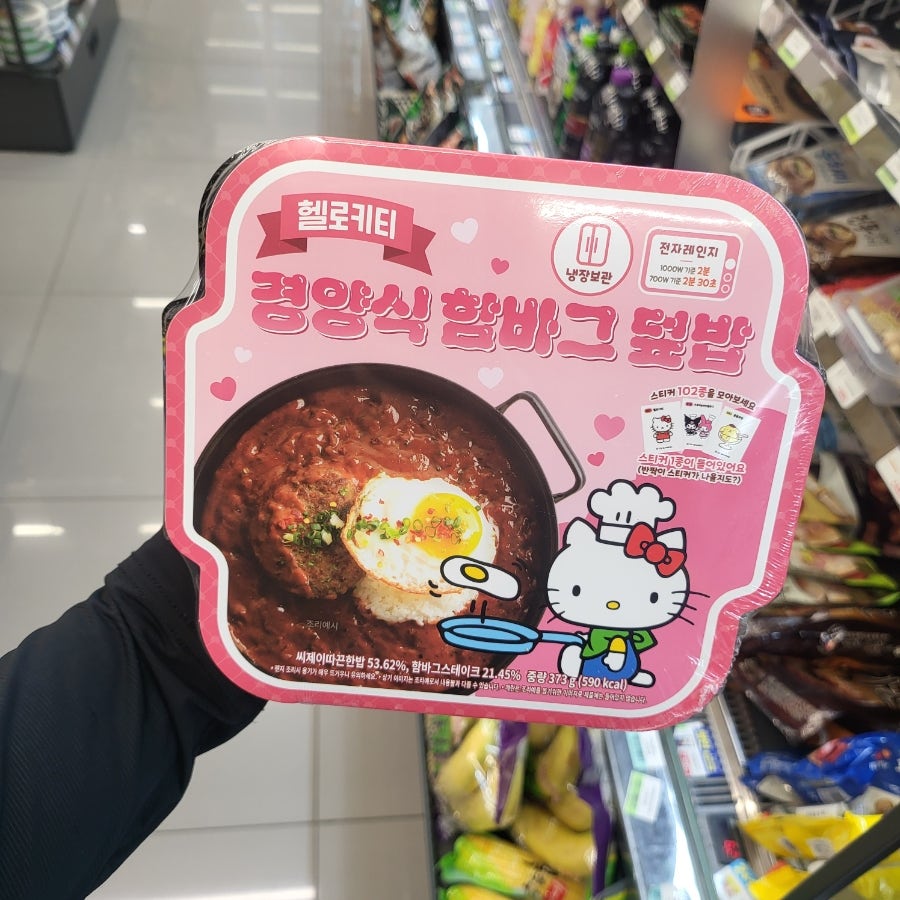 헬로키티
경양식 함바그 덮밥
냉장보관
전자레인지
1000W 기준 2분
700W 기준 2분 30초
스티커 102종을 모아보세요
스티커 1종이 들어있어요
(반짝이 스티커가 나올지도?)
조리예시
씨제이따끈한밥 53.62%, 함바그스테이크 21.45% 중량 373 g (590 kcal)